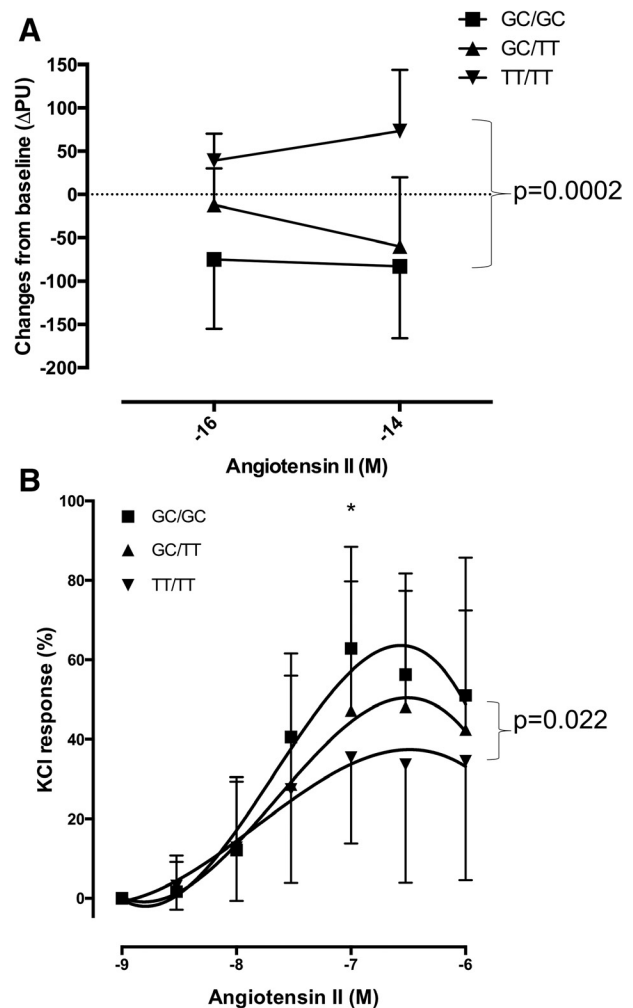 A
GC/GC
GC/TT
TT/TT
150
100
50
0
-50
-100
-150
-200
Changes from baseline (ΔPU)
p=0.0002
-16
-14
Angiotensin II (M)
B
100
80
60
40
20
0
KCl response (%)
GC/GC
GC/TT
TT/TT
*
p=0.022
-9
-8
-7
-6
Angiotensin II (M)